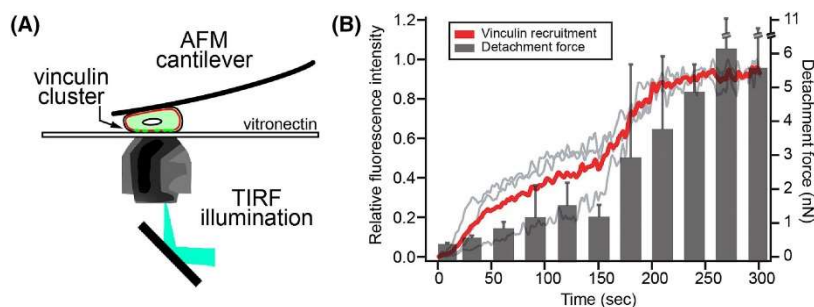 (A)
AFM
cantilever
vinculin
cluster
vitronectin
TIRF
illumination
(B)
Vinculin recruitment
Detachment force
Relative fluorescence intensity
1.2
1.0
0.8
0.6
0.4
0.2
0.0
0 50 100 150 200 250 300
Time (sec)
11
6
5
4
3
2
1
0
Detachment force (nN)